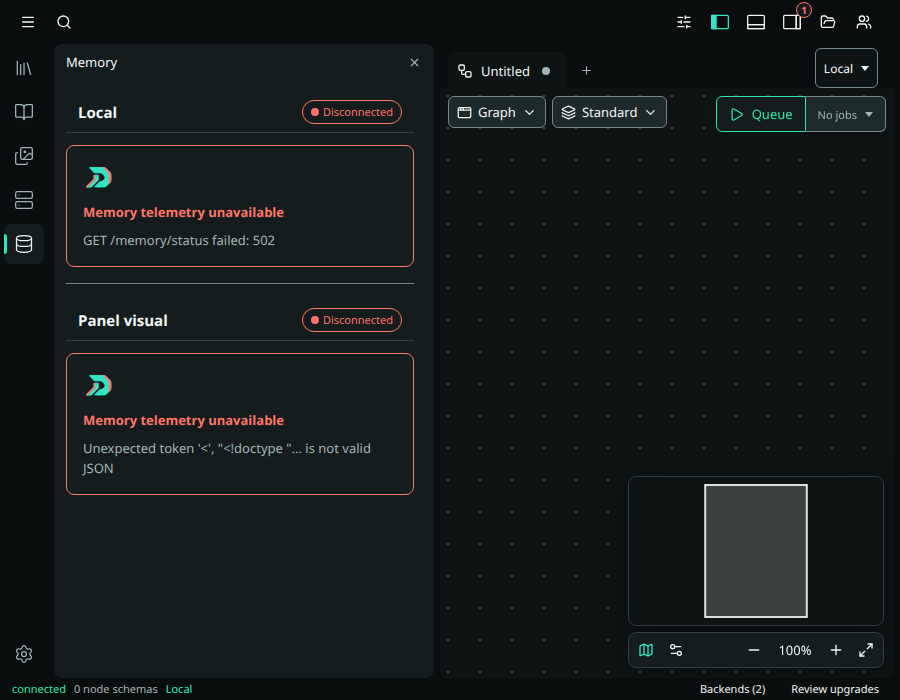 1
Memory
Untitled
Local
Local
Disconnected
Graph
Standard
Queue
No jobs
Memory telemetry unavailable
GET /memory/status failed: 502
Panel visual
Disconnected
Memory telemetry unavailable
Unexpected token '<', "<!doctype "... is not valid
JSON
100%
connected
0 node schemas
Local
Backends (2)
Review upgrades